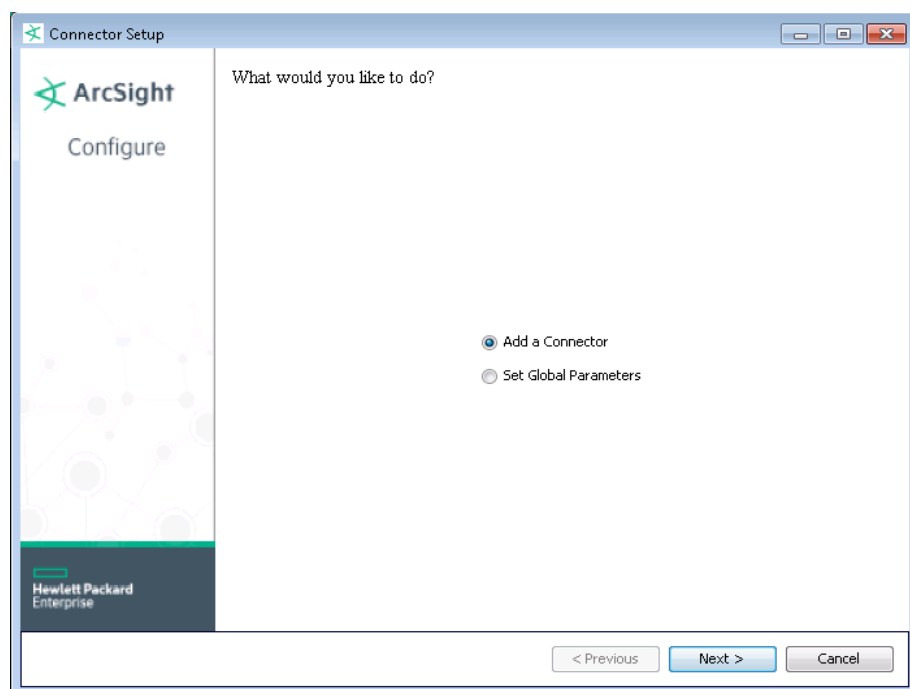 Connector Setup
ArcSight
Configure
What would you like to do?
Add a Connector
Set Global Parameters
Hewlett Packard
Enterprise
< Previous
Next >
Cancel